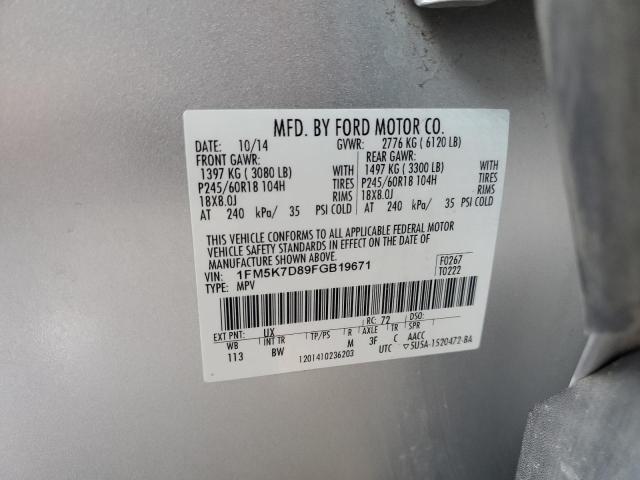 MFD. BY FORD MOTOR CO.
DATE: 10/14 GVWR: 2776 KG ( 6120 LB)
FRONT GAWR: REAR GAWR:
1397 KG ( 3080 LB) WITH 1497 KG ( 3300 LB) WITH
P245/60R18 104H TIRES P245/60R18 104H TIRES
18X8.0J RIMS 18X8.0J RIMS
AT 240 kPa/ 35 PSI COLD AT 240 kPa/ 35 PSI COLD
THIS VEHICLE CONFORMS TO ALL APPLICABLE FEDERAL MOTOR
VEHICLE SAFETY STANDARDS IN EFFECT ON THE DATE OF
MANUFACTURE SHOWN ABOVE.
VIN: 1FM5K7D89FGB19671 F0267
TYPE: MPV T0222
EXT PNT: UX RC: 72 DSO:
WB INT TR TP/PS R AXLE TR SPR
113 BW M 3F C AACC
1201410236203 UTC ▽5U5A-1520472-BA